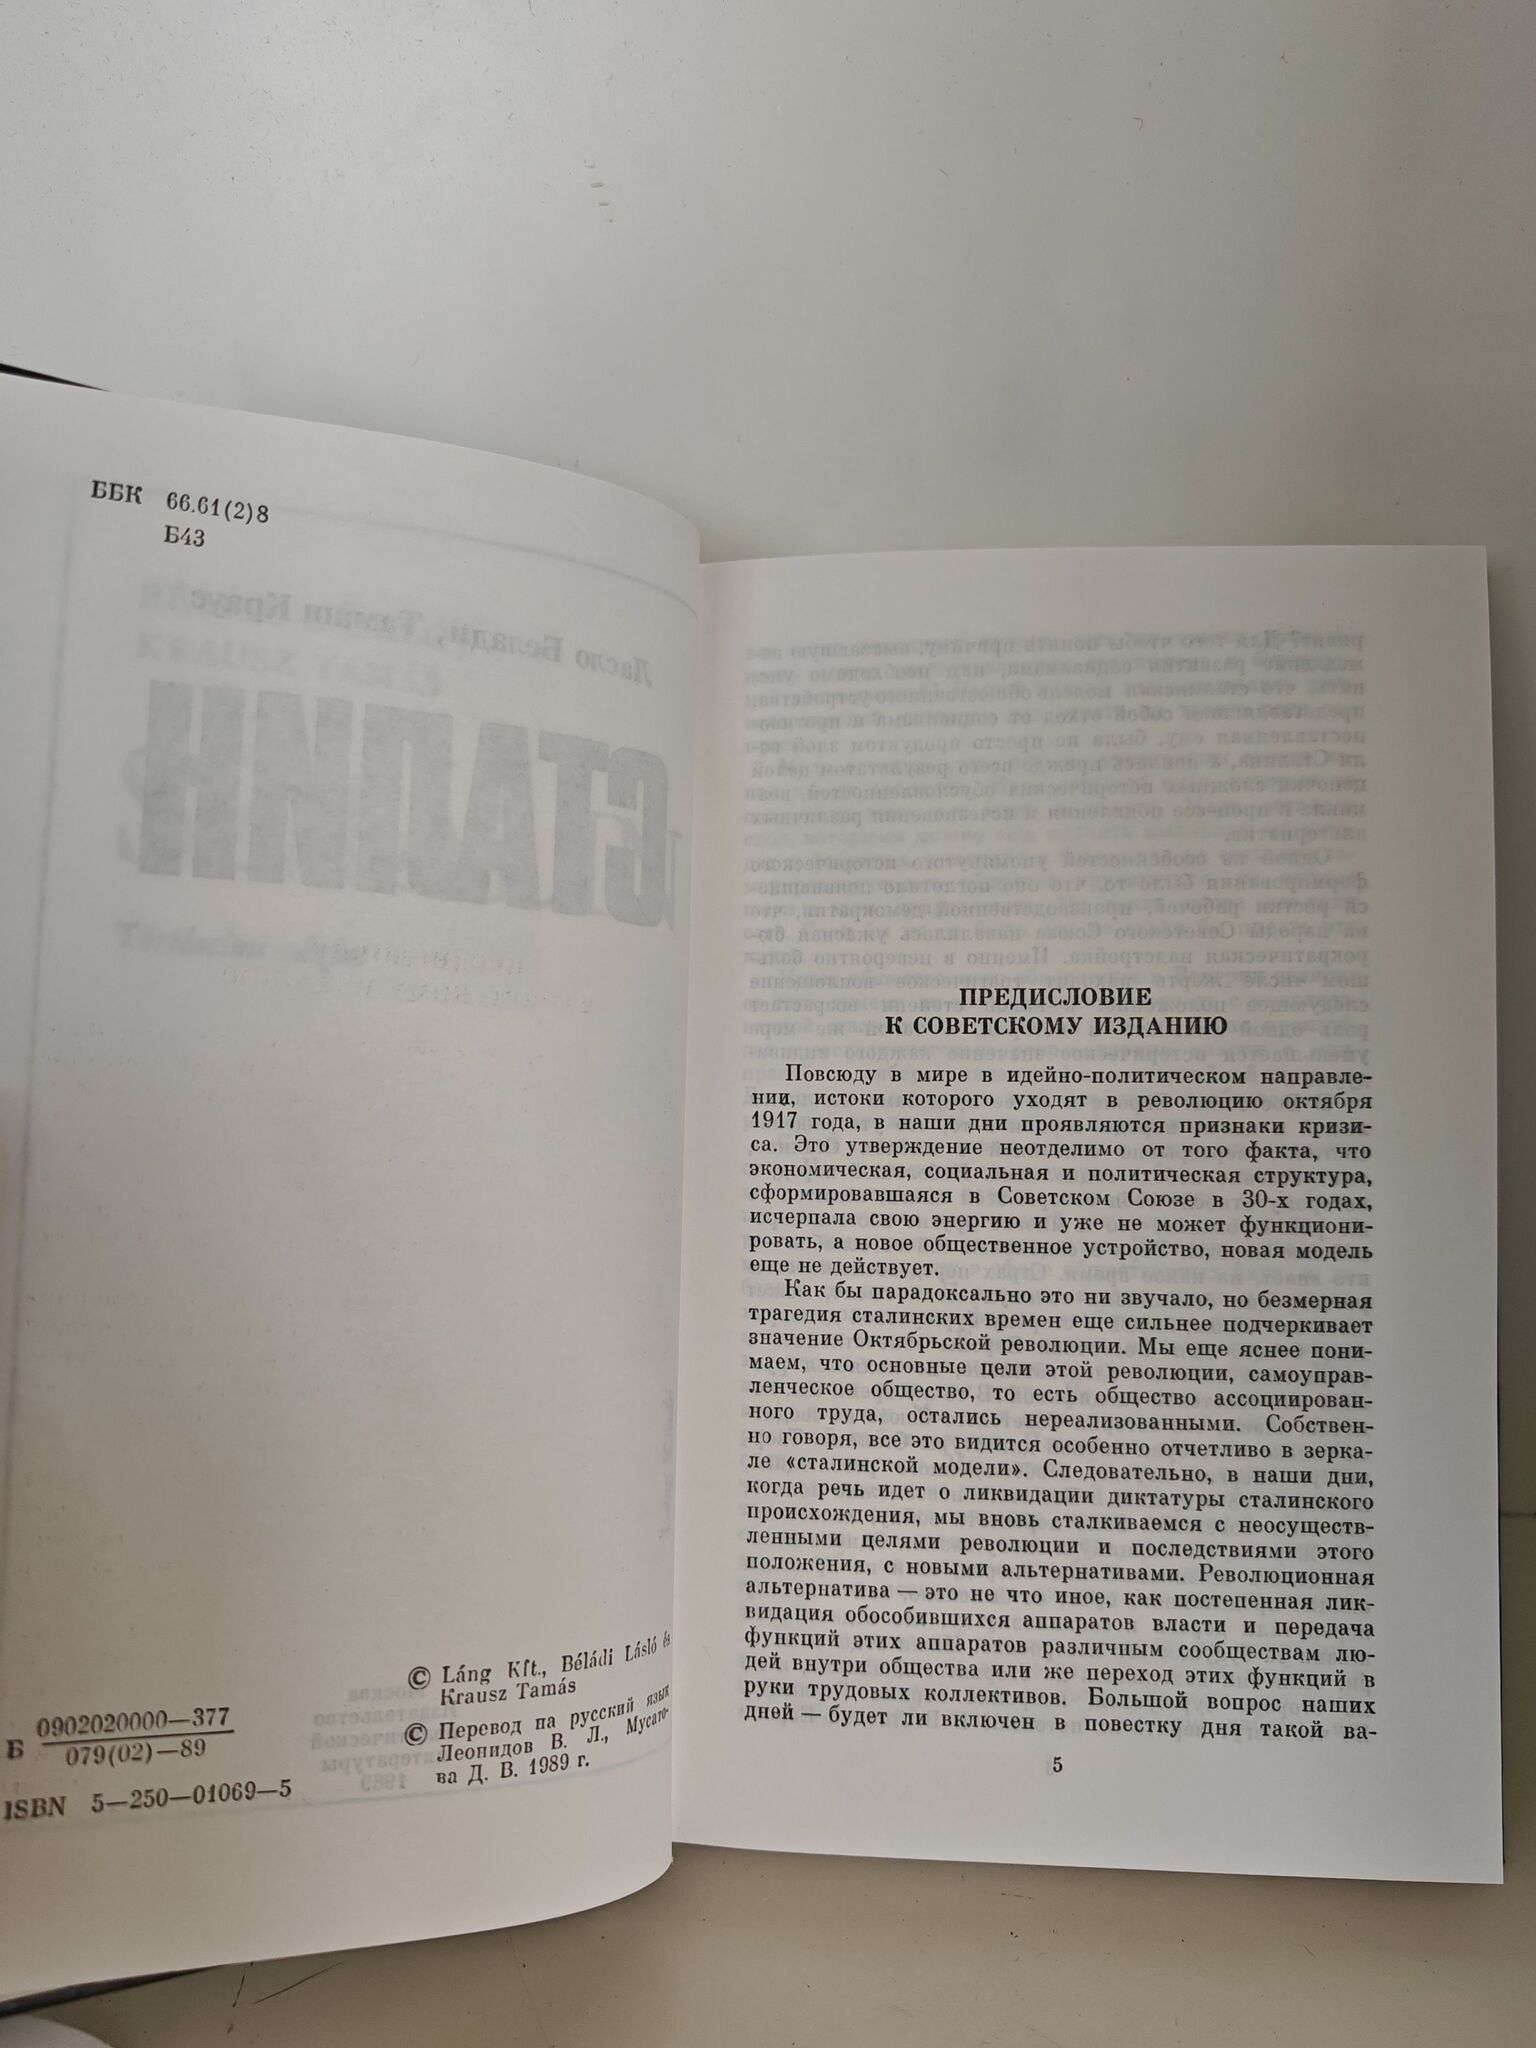 ББК 66.61(2)8
Б43
Ласло Белади, Тамаш Краус
СТАЛИН
© Láng Kft., Béládi László és
Krausz Tamás
© Перевод на русский язык
Леонидов В. Л., Мусато-
ва Д. В. 1989 г.
Б 0902020000—377
079(02)—89
ISBN 5—250—01069—5
ПРЕДИСЛОВИЕ
К СОВЕТСКОМУ ИЗДАНИЮ
Повсюду в мире в идейно-политическом направле-
нии, истоки которого уходят в революцию октября
1917 года, в наши дни проявляются признаки кризи-
са. Это утверждение неотделимо от того факта, что
экономическая, социальная и политическая структура,
сформировавшаяся в Советском Союзе в 30-х годах,
исчерпала свою энергию и уже не может функциони-
ровать, а новое общественное устройство, новая модель
еще не действует.
Как бы парадоксально это ни звучало, но безмерная
трагедия сталинских времен еще сильнее подчеркивает
значение Октябрьской революции. Мы еще яснее пони-
маем, что основные цели этой революции, самоуправ-
ленческое общество, то есть общество ассоциирован-
ного труда, остались нереализованными. Собствен-
но говоря, все это видится особенно отчетливо в зерка-
ле «сталинской модели». Следовательно, в наши дни,
когда речь идет о ликвидации диктатуры сталинского
происхождения, мы вновь сталкиваемся с неосуществ-
ленными целями революции и последствиями этого
положения, с новыми альтернативами. Революционная
альтернатива — это не что иное, как постепенная лик-
видация обособившихся аппаратов власти и передача
функций этих аппаратов различным сообществам лю-
дей внутри общества или же переход этих функций в
руки трудовых коллективов. Большой вопрос наших
дней — будет ли включен в повестку дня такой ва-
5